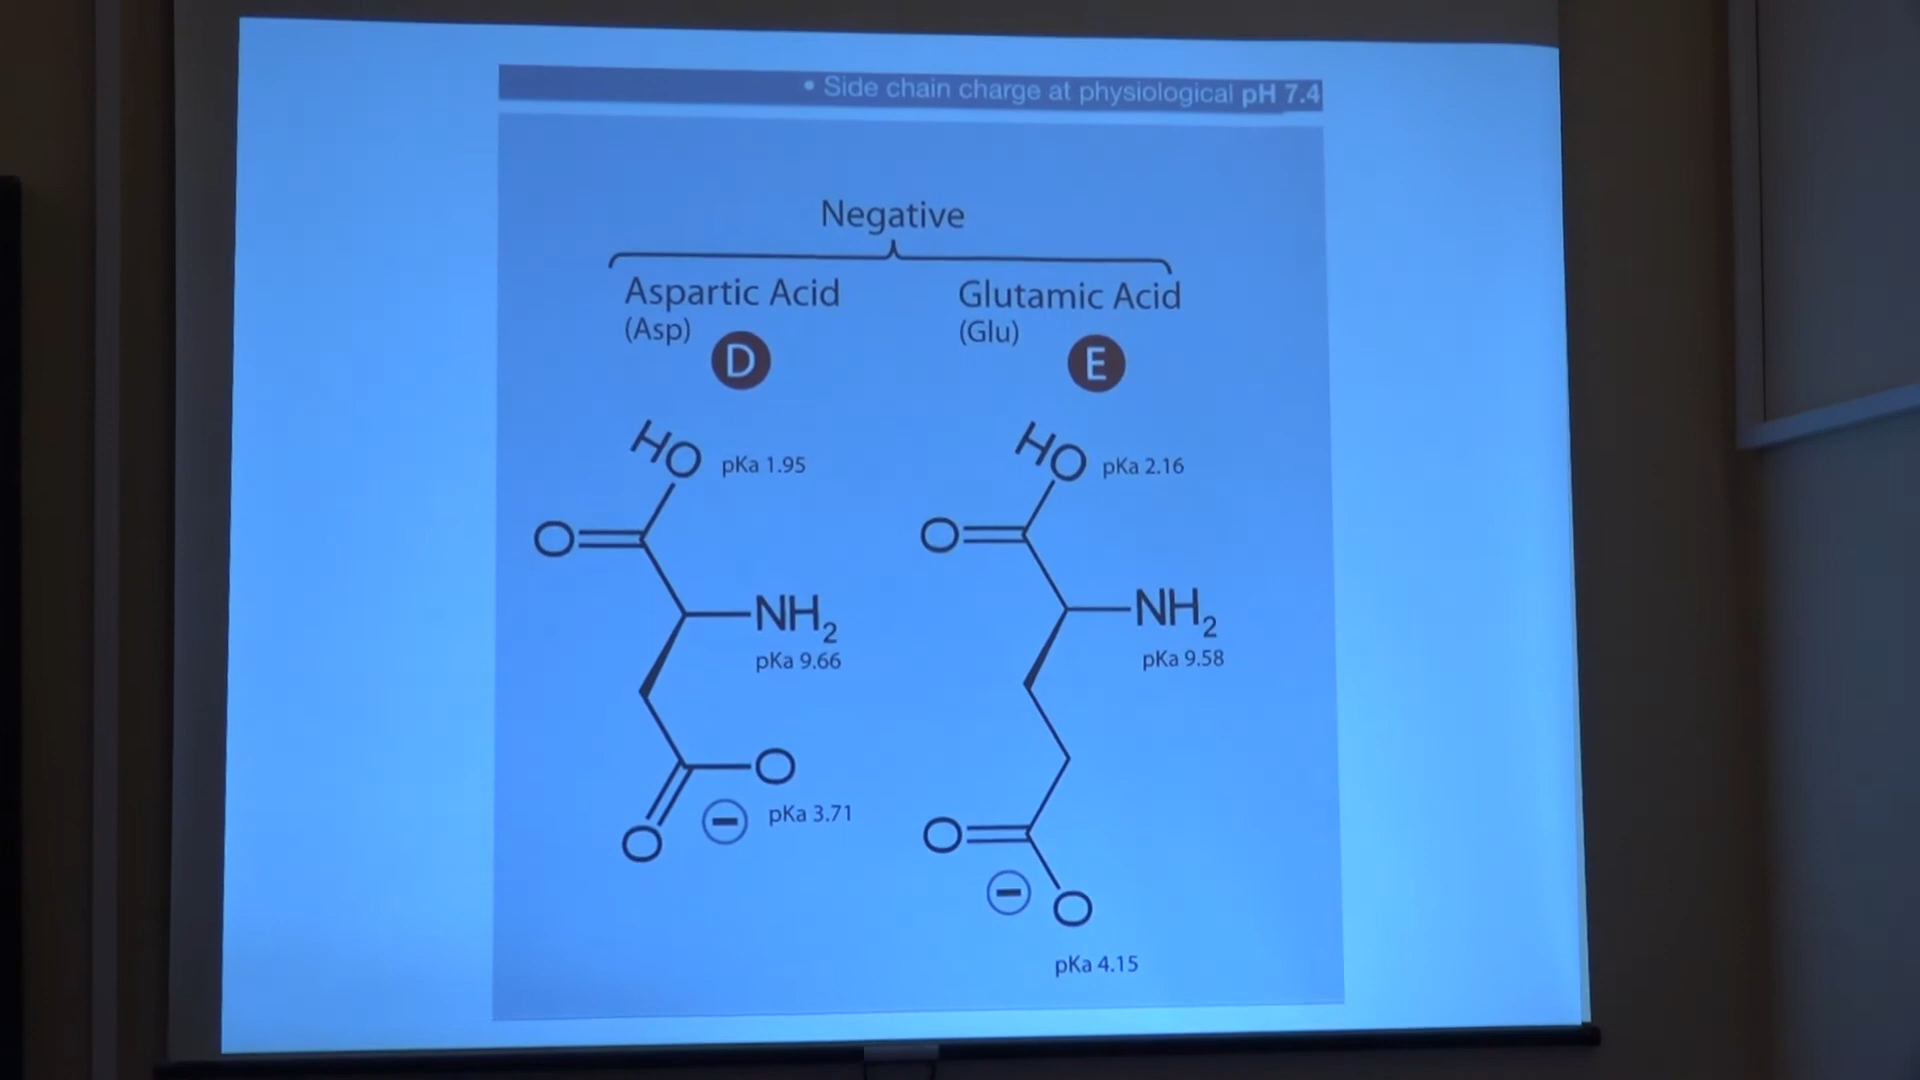 • Side chain charge at physiological pH 7.4
Negative
Aspartic Acid
(Asp)
D
Glutamic Acid
(Glu)
E
HO
pKa 1.95
O
NH2
pKa 9.66
O
pKa 3.71
O
HO
pKa 2.16
O
NH2
pKa 9.58
O
O
pKa 4.15